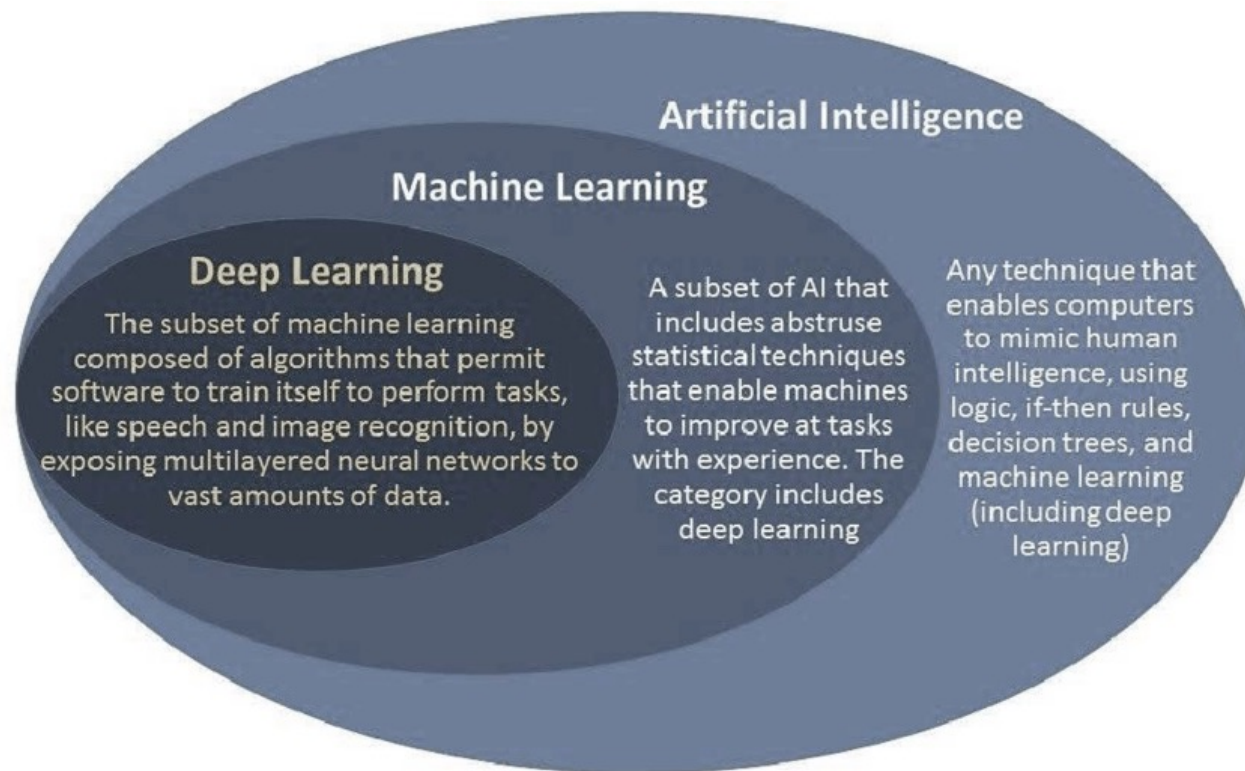 Artificial Intelligence
Machine Learning
Deep Learning
The subset of machine learning
composed of algorithms that permit
software to train itself to perform tasks,
like speech and image recognition, by
exposing multilayered neural networks to
vast amounts of data.
A subset of AI that
includes abstruse
statistical techniques
that enable machines
to improve at tasks
with experience. The
category includes
deep learning
Any technique that
enables computers
to mimic human
intelligence, using
logic, if-then rules,
decision trees, and
machine learning
(including deep
learning)